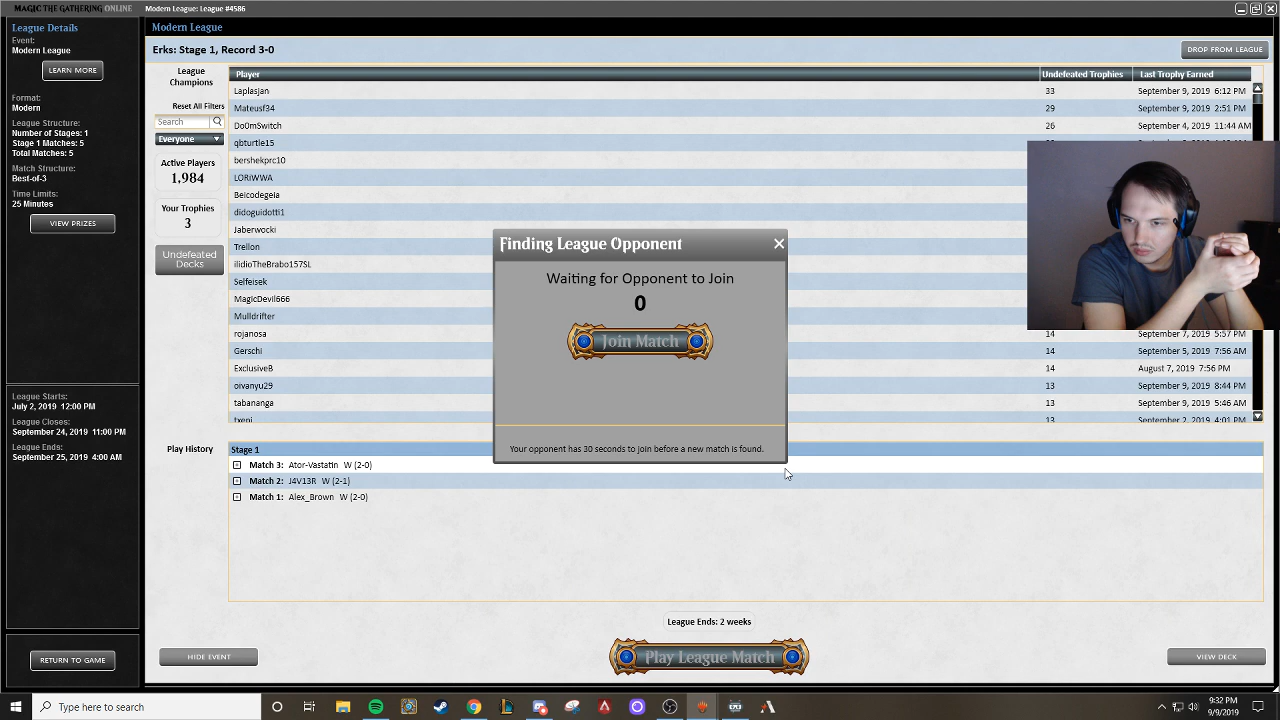 MAGIC THE GATHERING ONLINE
Modern League: League #4586
League Details
Event:
Modern League
LEARN MORE
Format:
Modern
League Structure:
Number of Stages: 1
Stage 1 Matches: 5
Total Matches: 5
Match Structure:
Best-of-3
Time Limits:
25 Minutes
VIEW PRIZES
League Starts:
July 2, 2019 12:00 PM
League Closes:
September 24, 2019 11:00 PM
League Ends:
September 25, 2019 4:00 AM
RETURN TO GAME
Modern League
Erks: Stage 1, Record 3-0
DROP FROM LEAGUE
League
Champions
Reset All Filters
Search
Everyone
Active Players
1,984
Your Trophies
3
Undefeated
Decks
Player Undefeated Trophies Last Trophy Earned
Laplasjan 33 September 9, 2019 6:12 PM
Mateusf34 29 September 9, 2019 2:51 PM
Do0mSwitch 26 September 4, 2019 11:44 AM
qbturtle15
bershekprc10
LORiWWA
Beicodegeia
didoguidotti1
Jaberwocki
Trellon
ilidioTheBrabo157SL
Selfeisek
MagicDevil666
Mulldrifter
rojanosa 14 September 7, 2019 5:57 PM
Gerschi 14 September 5, 2019 7:56 AM
ExclusiveB 14 August 7, 2019 7:56 PM
oivanyu29 13 September 9, 2019 8:44 PM
tabananga 13 September 9, 2019 5:46 AM
txepi 13 September 2, 2019 4:01 PM
Finding League Opponent
Waiting for Opponent to Join
0
Join Match
Your opponent has 30 seconds to join before a new match is found.
Play History
Stage 1
Match 3: Ator-Vastatin W (2-0)
Match 2: J4V13R W (2-1)
Match 1: Alex_Brown W (2-0)
League Ends: 2 weeks
HIDE EVENT
Play League Match
VIEW DECK
Type here to search
9:32 PM
9/9/2019